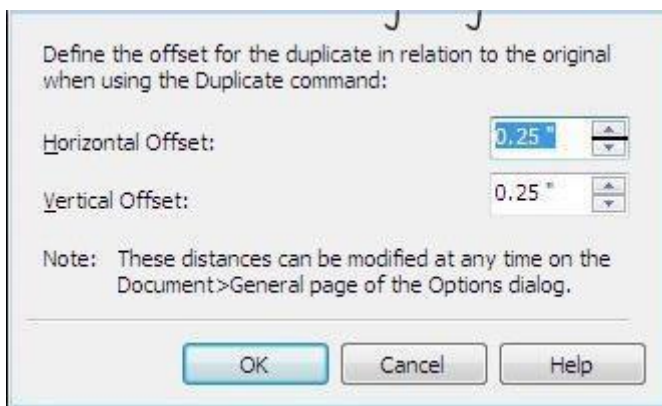 Define the offset for the duplicate in relation to the original
when using the Duplicate command:
Horizontal Offset:
0.25 "
Vertical Offset:
0.25 "
Note: These distances can be modified at any time on the
Document>General page of the Options dialog.
OK Cancel Help